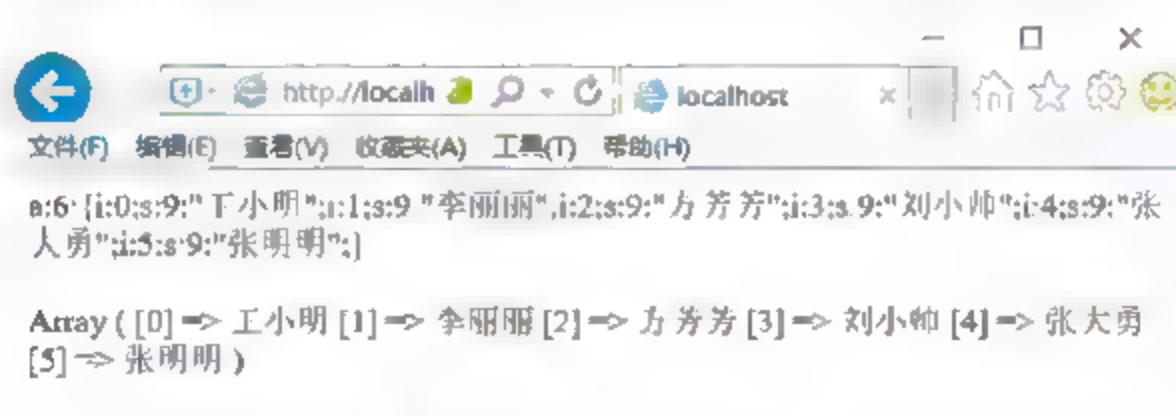 http://localh
localhost
文件(F) 编辑(E) 查看(V) 收藏夹(A) 工具(T) 帮助(H)
a:6:{i:0;s:9:"王小明";i:1;s:9:"李丽丽";i:2;s:9:"方芳芳";i:3;s:9:"刘小帅";i:4;s:9:"张
大勇";i:5:s:9:"张明明";}
Array ( [0] => 王小明 [1] => 李丽丽 [2] => 方芳芳 [3] => 刘小帅 [4] => 张大勇
[5] => 张明明 )